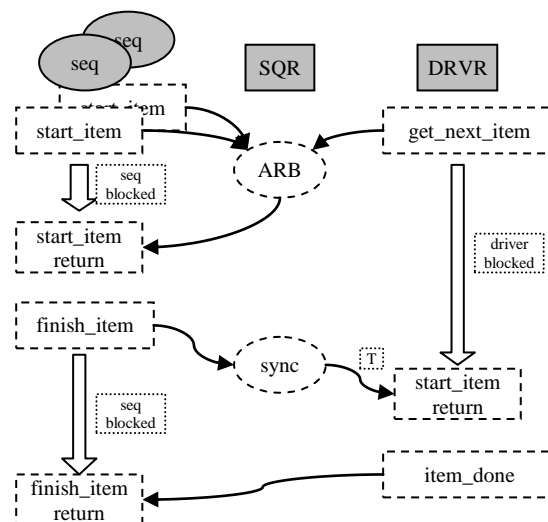 seq
seq
SQR
DRVR
start_item
start_item
get_next_item
ARB
seq
blocked
start_item
return
driver
blocked
finish_item
sync
T
start_item
return
seq
blocked
finish_item
return
item_done